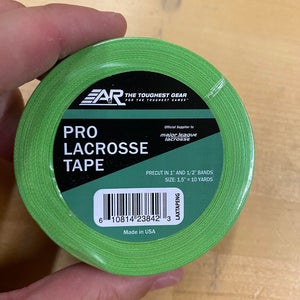 A&R THE TOUGHEST GEAR
FOR THE TOUGHEST GAMES™
PRO
LACROSSE
TAPE
Official Supplier to
major league
lacrosse
PRECUT IN 1" AND 1/2" BANDS
SIZE: 1.5" × 10 YARDS
6 10814 23842 3
LAXTAPENG
Made in USA